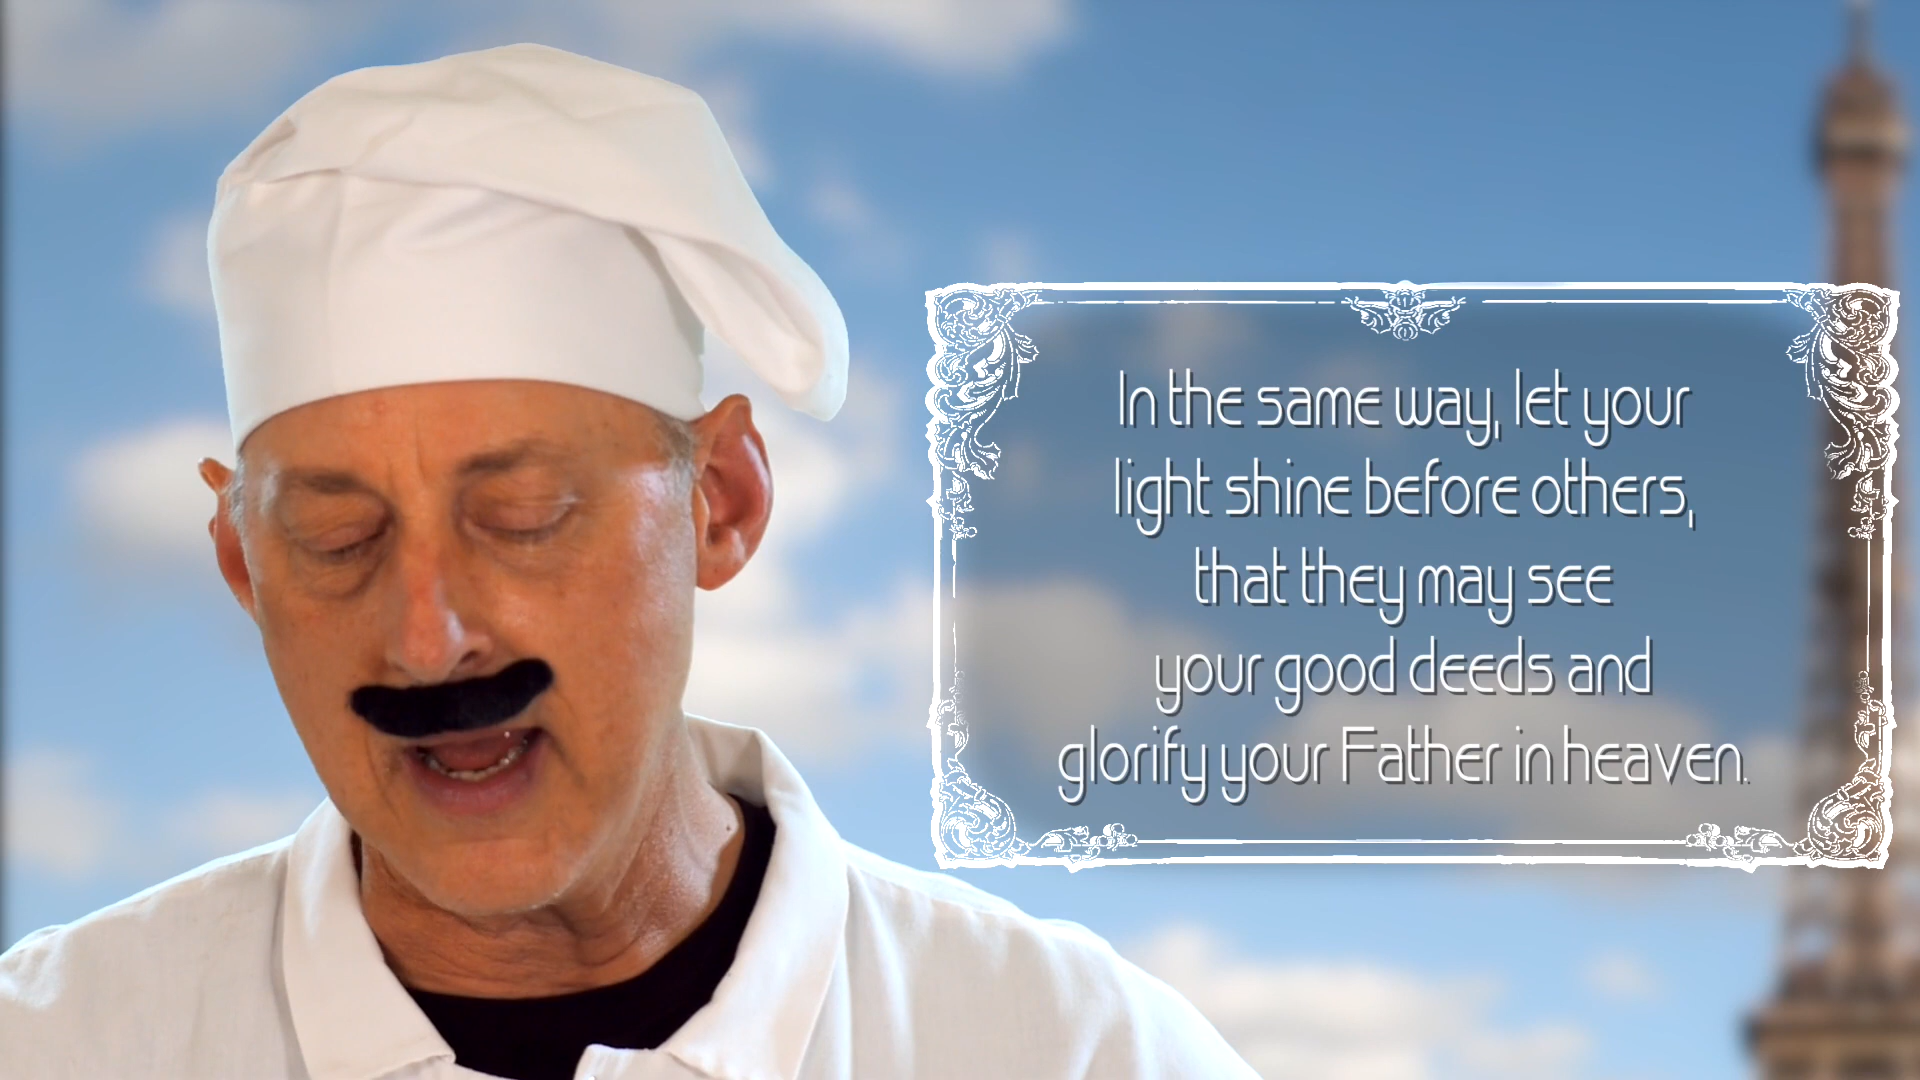 In the same way, let your
light shine before others,
that they may see
your good deeds and
glorify your Father in heaven.